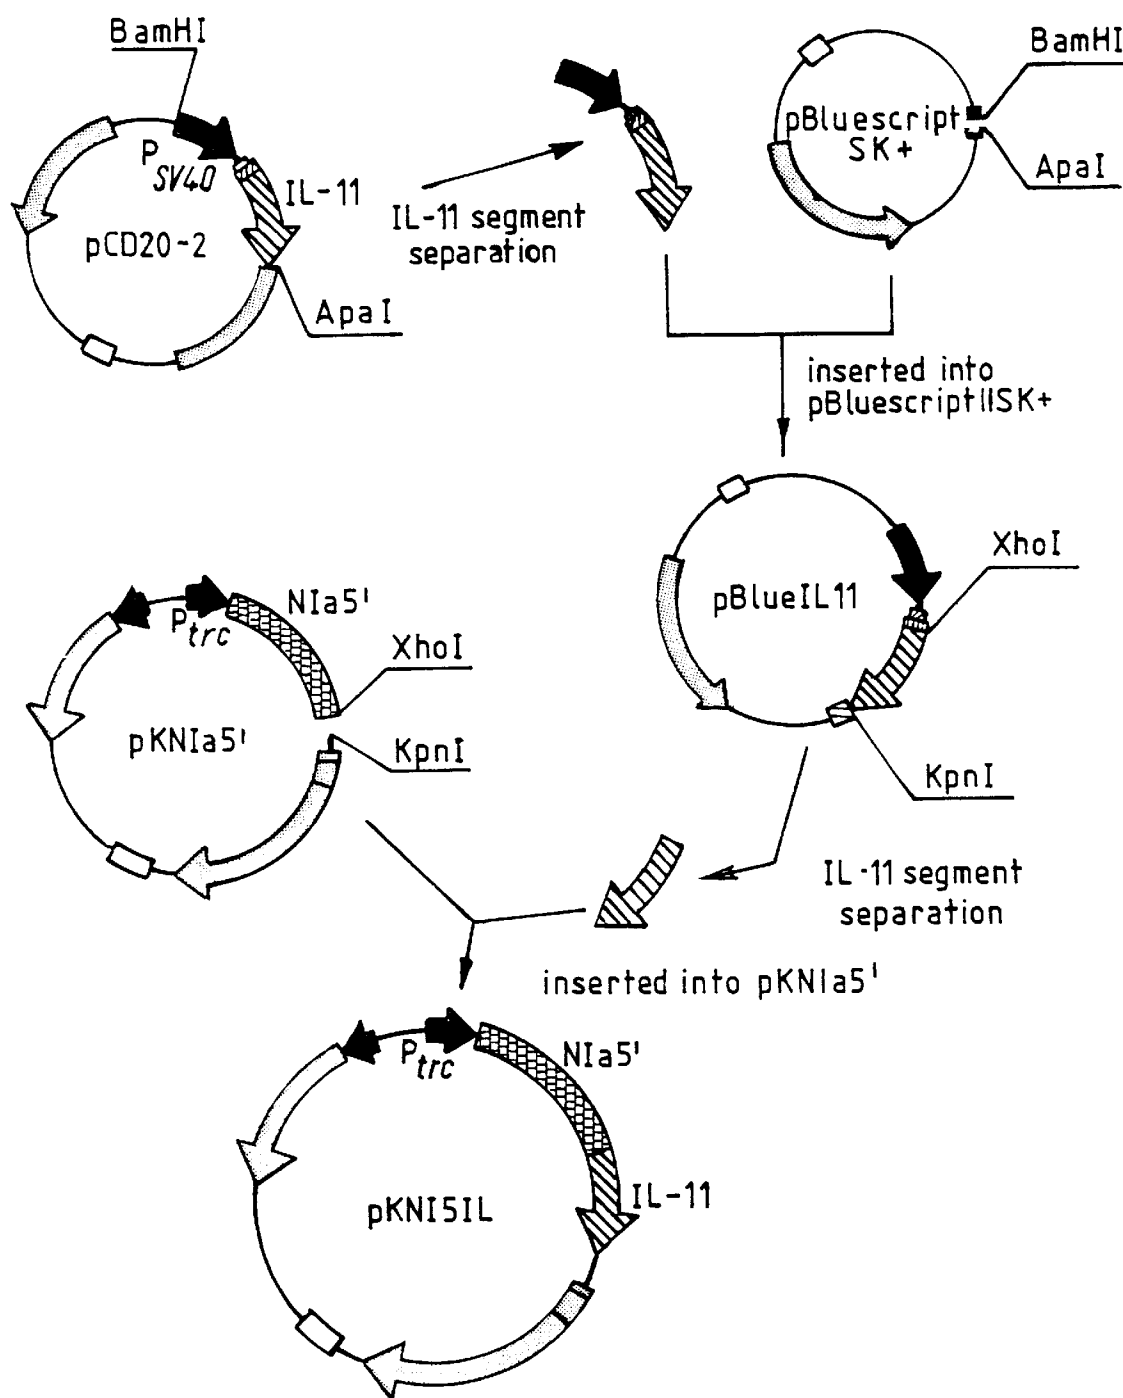 BamHI
P SV40
IL-11
pCD20-2
ApaI
IL-11 segment
separation
pBluescript
SK+
BamHI
ApaI
inserted into
pBluescriptIISK+
pBlueIL11
XhoI
KpnI
Ptrc
NIa5'
XhoI
pKNIa5'
KpnI
IL-11 segment
separation
inserted into pKNIa5'
Ptrc
NIa5'
IL-11
pKNI5IL